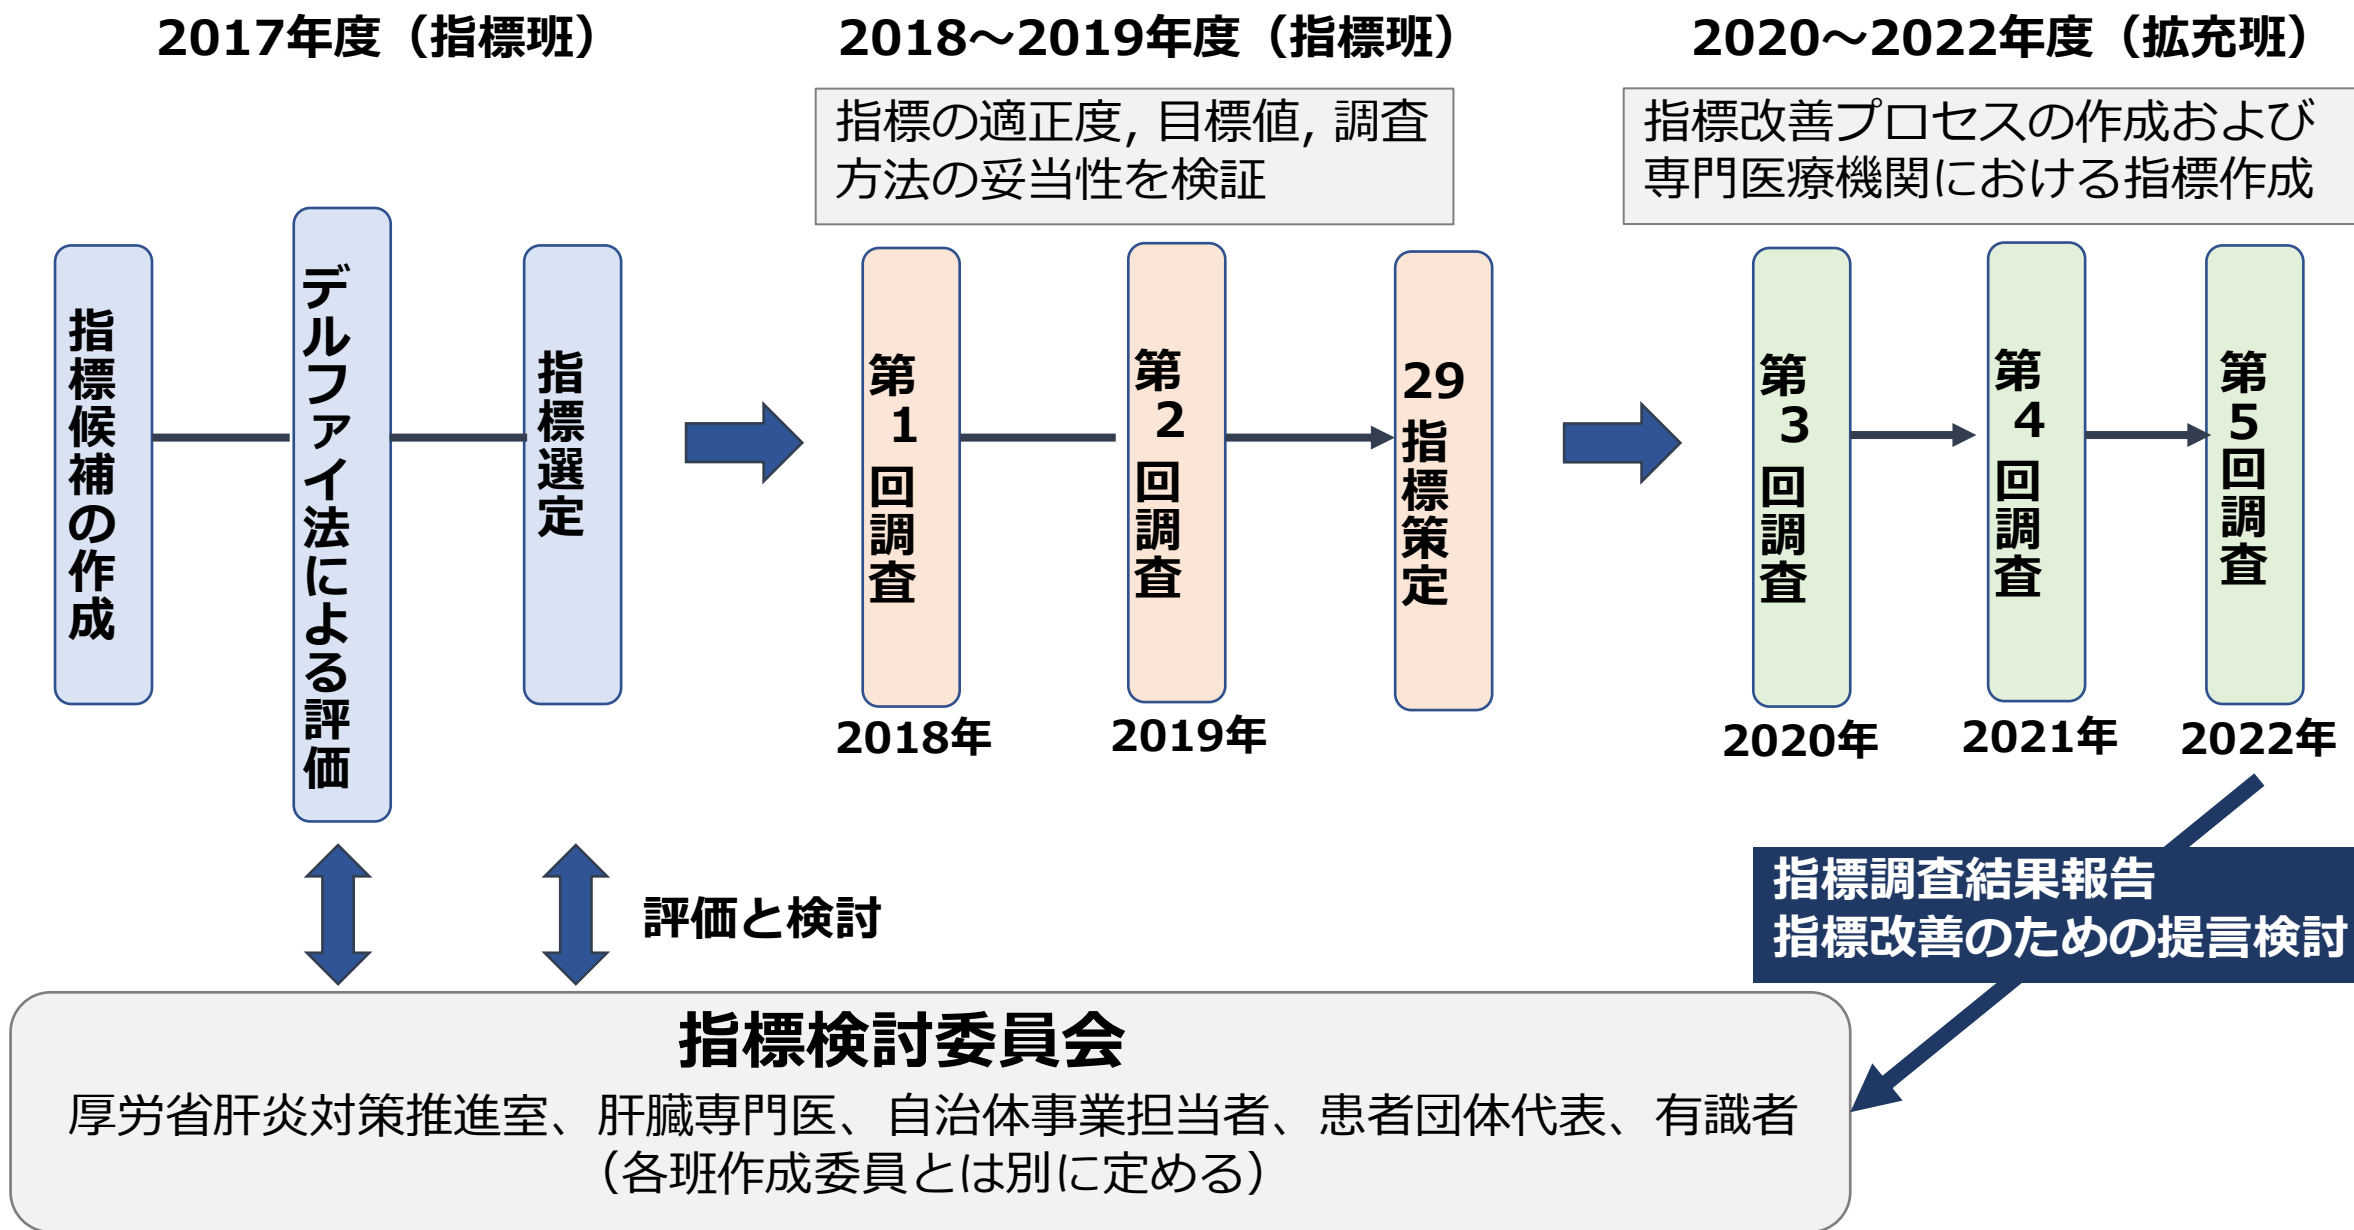 2017年度（指標班）
2018～2019年度（指標班）
2020～2022年度（拡充班）
指標の適正度, 目標値, 調査
方法の妥当性を検証
指標改善プロセスの作成および
専門医療機関における指標作成
指標候補の作成
デルファイ法による評価
指標選定
第1回調査
第2回調査
29指標策定
第3回調査
第4回調査
第5回調査
2018年
2019年
2020年
2021年
2022年
評価と検討
指標調査結果報告
指標改善のための提言検討
指標検討委員会
厚労省肝炎対策推進室、肝臓専門医、自治体事業担当者、患者団体代表、有識者
（各班作成委員とは別に定める）